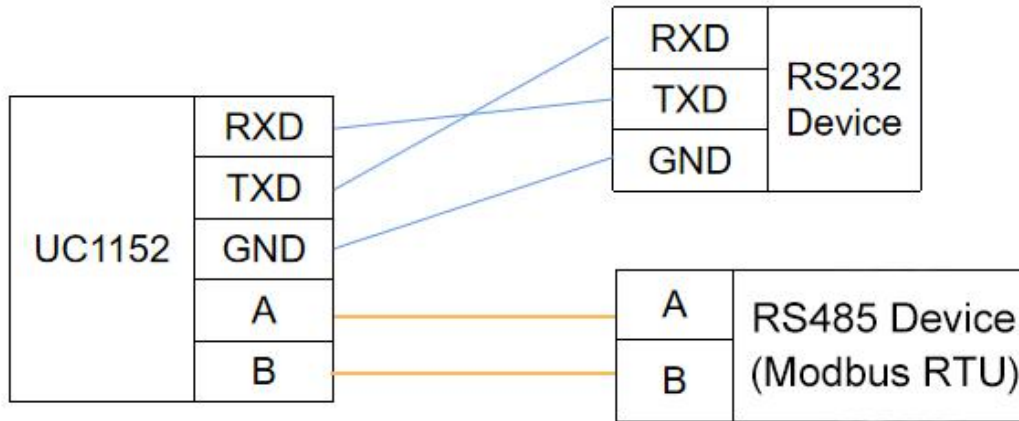 UC1152
RXD
TXD
GND
A
B
RXD
TXD
GND
RS232
Device
A
B
RS485 Device
(Modbus RTU)